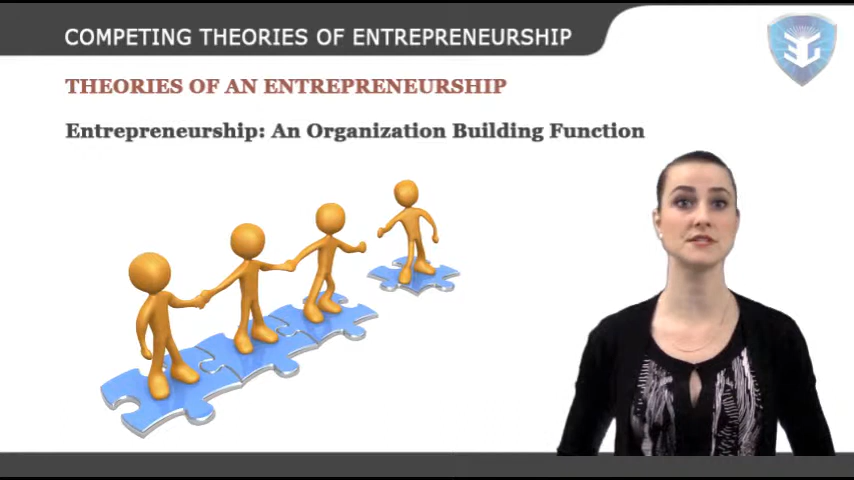 COMPETING THEORIES OF ENTREPRENEURSHIP
THEORIES OF AN ENTREPRENEURSHIP
Entrepreneurship: An Organization Building Function